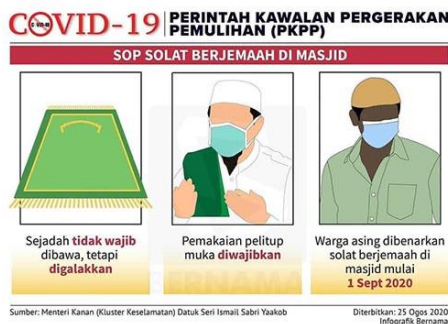 COVID-19
PERINTAH KAWALAN PERGERAKAN
PEMULIHAN (PKPP)
SOP SOLAT BERJEMAAH DI MASJID
Sejadah tidak wajib
dibawa, tetapi
digalakkan
Pemakaian pelitup
muka diwajibkan
Warga asing dibenarkan
solat berjemaah di
masjid mulai
1 Sept 2020
BERNAMA
Sumber: Menteri Kanan (Kluster Keselamatan) Datuk Seri Ismail Sabri Yaakob
Diterbitkan: 25 Ogos 2020
Infografik Bernama